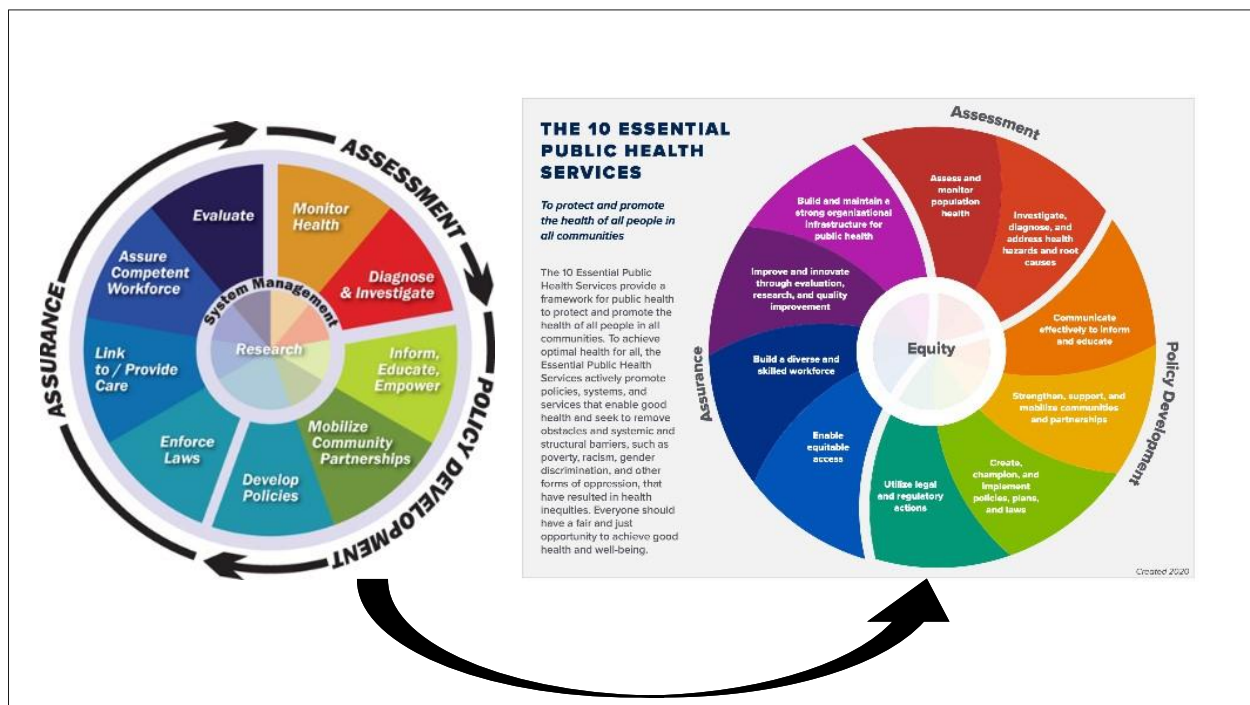 ASSESSMENT
POLICY DEVELOPMENT
ASSURANCE
Monitor
Health
Diagnose
& Investigate
Inform,
Educate,
Empower
Mobilize
Community
Partnerships
Develop
Policies
Enforce
Laws
Link
to / Provide
Care
Assure
Competent
Workforce
Evaluate
System Management
Research
THE 10 ESSENTIAL
PUBLIC HEALTH
SERVICES
To protect and promote
the health of all people in
all communities
The 10 Essential Public
Health Services provide a
framework for public health
to protect and promote the
health of all people in all
communities. To achieve
optimal health for all, the
Essential Public Health
Services actively promote
policies, systems, and
services that enable good
health and seek to remove
obstacles and systemic and
structural barriers, such as
poverty, racism, gender
discrimination, and other
forms of oppression, that
have resulted in health
inequities. Everyone should
have a fair and just
opportunity to achieve good
health and well-being.
Assessment
Policy Development
Assurance
Assess and
monitor
population
health
Investigate,
diagnose, and
address health
hazards and root
causes
Communicate
effectively to inform
and educate
Strengthen, support, and
mobilize communities
and partnerships
Create,
champion, and
implement
policies, plans,
and laws
Utilize legal
and regulatory
actions
Enable
equitable
access
Build a diverse and
skilled workforce
Improve and innovate
through evaluation,
research, and quality
improvement
Build and maintain a
strong organizational
infrastructure for
public health
Equity
Created 2020